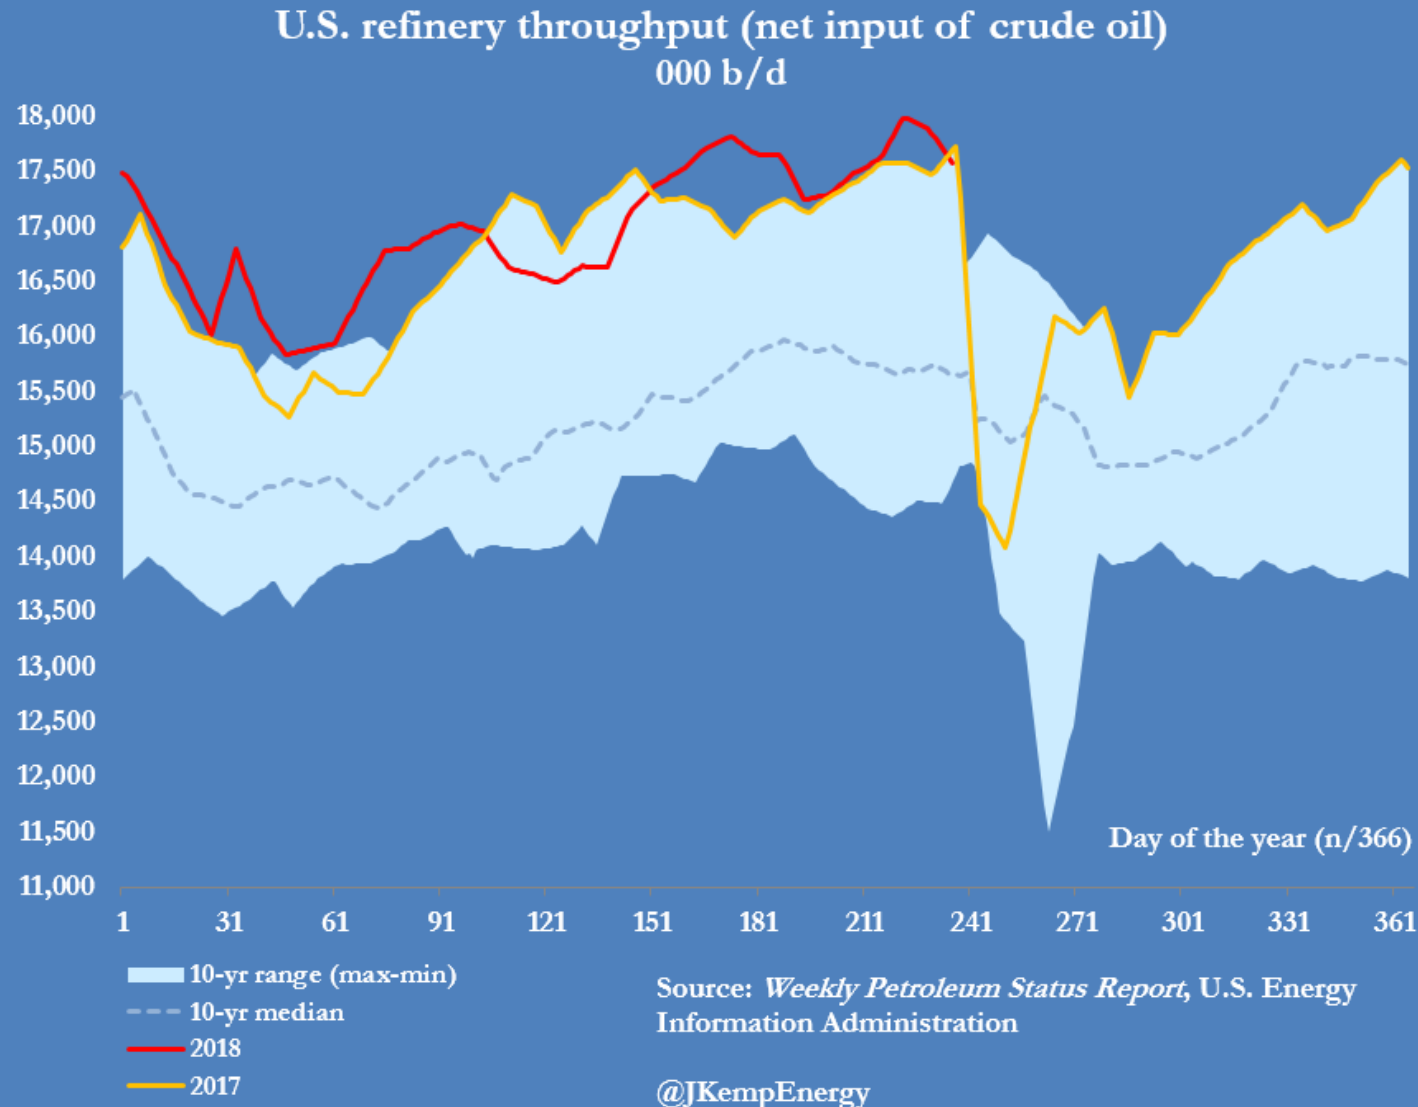 U.S. refinery throughput (net input of crude oil)
000 b/d
18,000
17,500
17,000
16,500
16,000
15,500
15,000
14,500
14,000
13,500
13,000
12,500
12,000
11,500
11,000
Day of the year (n/366)
1 31 61 91 121 151 181 211 241 271 301 331 361
10-yr range (max-min)
10-yr median
2018
2017
Source: Weekly Petroleum Status Report, U.S. Energy
Information Administration
@JKempEnergy